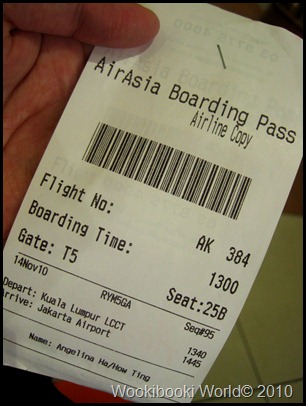 AirAsia Boarding Pass
Airline Copy
Flight No: AK 384
Boarding Time: 1300
Gate: T5 Seat:25B
14Nov10 RYM5GA Seq#95
Depart: Kuala Lumpur LCCT 1340
Arrive: Jakarta Airport 1445
Name: Angelina Ha/How Ting
Wookibooki World© 2010